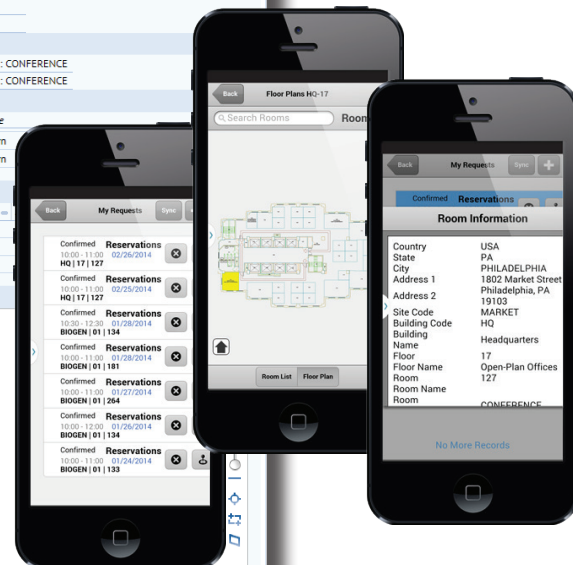 : CONFERENCE
: CONFERENCE
Back
My Requests
Sync
Confirmed Reservations
10:00 - 11:00 02/26/2014
HQ | 17 | 127
Confirmed Reservations
10:00 - 11:00 02/25/2014
HQ | 17 | 127
Confirmed Reservations
10:30 - 12:30 01/28/2014
BIOGEN | 01 | 134
Confirmed Reservations
10:00 - 11:00 01/28/2014
BIOGEN | 01 | 181
Confirmed Reservations
10:00 - 11:00 01/27/2014
BIOGEN | 01 | 264
Confirmed Reservations
10:00 - 12:00 01/26/2014
BIOGEN | 01 | 134
Confirmed Reservations
10:00 - 11:00 01/24/2014
BIOGEN | 01 | 133
Back
Floor Plans HQ-17
Search Rooms
Room
Room List
Floor Plan
Back
My Requests
Sync
Confirmed Reservations
Room Information
Country USA
State PA
City PHILADELPHIA
Address 1 1802 Market Street
Address 2 Philadelphia, PA
19103
Site Code MARKET
Building Code HQ
Building
Name Headquarters
Floor 17
Floor Name Open-Plan Offices
Room 127
Room Name
Room CONFERENCE
No More Records